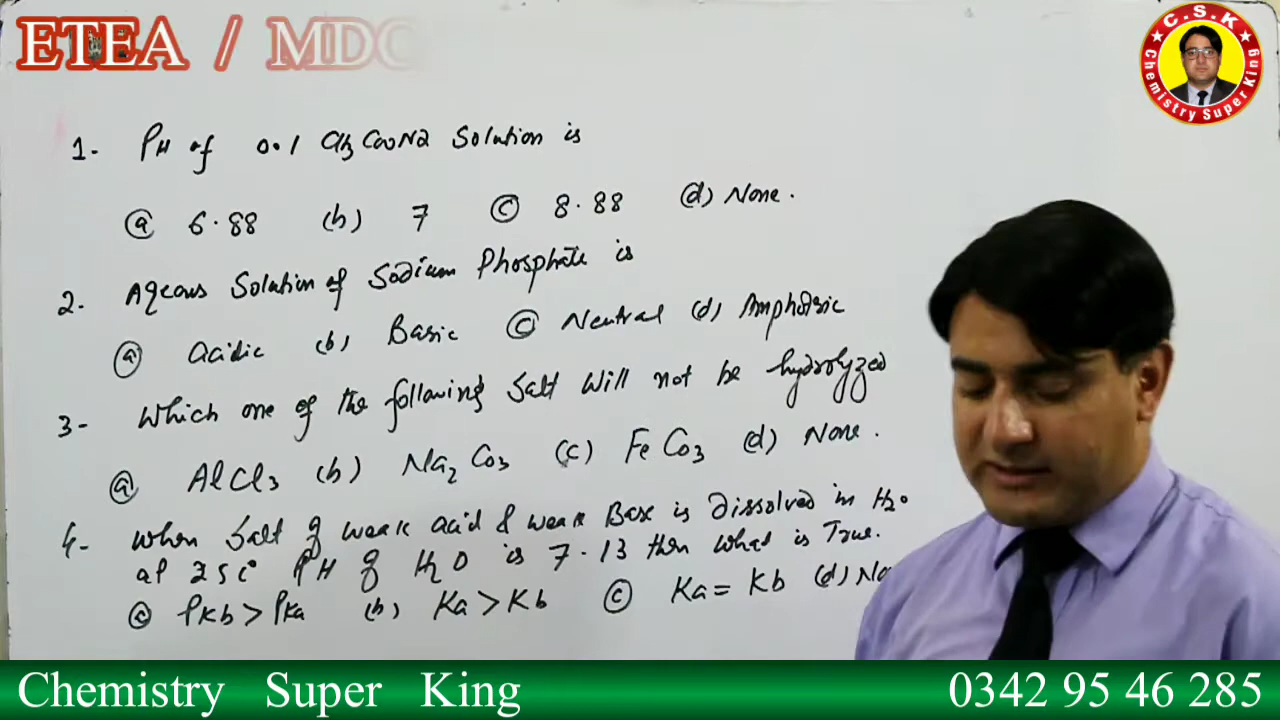 ETEA / MDC
C.S.K
Chemistry Super King
1- PH of 0.1 CH3 CooNa Solution is
(a) 6.88 (b) 7 (c) 8.88 (d) None.
2. Aqeous Solution of Sodium Phosphate is
(a) acidic (b) Basic (c) Neutral (d)
3- Which one of the following Salt will not be hydrolyzed
(a) AlCl3 (b) Na2 Co3 (c) FeCo3 (d) None.
4- When Salt of weak acid & weak Base is Dissolved in H2o
at 25c° PH of H2O is 7.13 then what is True.
(a) PKb > PKa (b) Ka > Kb (c) Ka = Kb (d) No
Chemistry Super King
0342 95 46 285